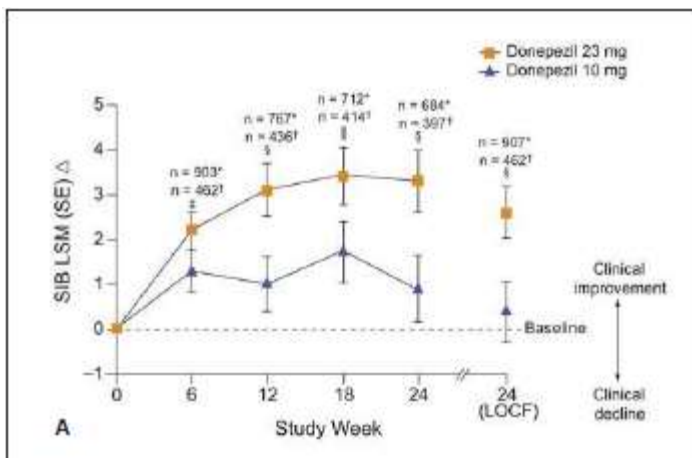 Donepezil 23 mg
Donepezil 10 mg
5
4
3
2
1
0
−1
SIB LSM (SE) △
n = 903*
n = 462†
‡
n = 767*
n = 436†
§
n = 712*
n = 414†
§
n = 684*
n = 397†
§
n = 907*
n = 462†
§
Clinical
improvement
Baseline
Clinical
decline
0 6 12 18 24 24
(LOCF)
Study Week
A